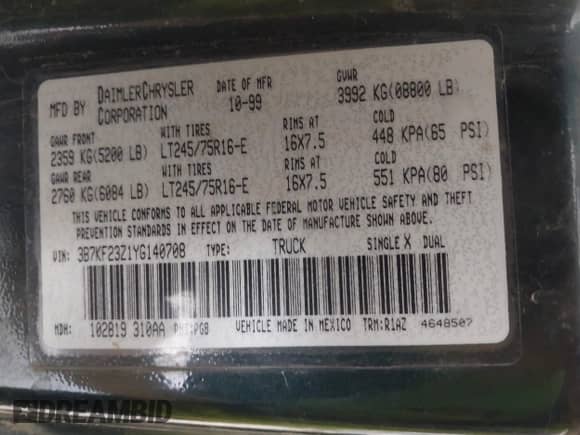 MFD BY DAIMLERCHRYSLER CORPORATION DATE OF MFR 10-99 GVWR 3992 KG(08800 LB)
GAWR FRONT WITH TIRES RIMS AT COLD
2359 KG(5200 LB) LT245/75R16-E 16X7.5 448 KPA(65 PSI)
GAWR REAR WITH TIRES RIMS AT COLD
2760 KG(6084 LB) LT245/75R16-E 16X7.5 551 KPA(80 PSI)
THIS VEHICLE CONFORMS TO ALL APPLICABLE FEDERAL MOTOR VEHICLE SAFETY AND THEFT
PREVENTION STANDARDS IN EFFECT ON THE DATE OF MANUFACTURE SHOWN ABOVE.
VIN: 3B7KF23Z1YG140708 TYPE: TRUCK SINGLE X DUAL
MDH: 102819 310AA PNT:PGB VEHICLE MADE IN MEXICO TRM:R1AZ 4648507
DREAMBID